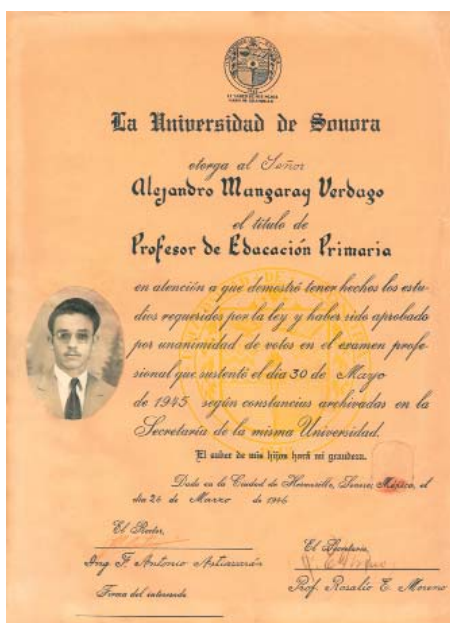 La Universidad de Sonora
otorga al Señor
Alejandro Mungaray Verdugo
el título de
Profesor de Educación Primaria
en atención a que demostró tener hechos los estu-
dios requeridos por la ley y haber sido aprobado
por unanimidad de votos en el examen profe-
sional que sustentó el dia 30 de Mayo
de 1945 según constancias archivadas en la
Secretaría de la misma Universidad.
El saber de mis hijos hará mi grandeza.
Dado en la Ciudad de Hermosillo, Sonora, México, el
dia 26 de Marzo de 1946
El Rector,
El Secretario,
Ing. F. Antonio Astiazarán
Prof. Rosalío E. Moreno
Firma del interesado